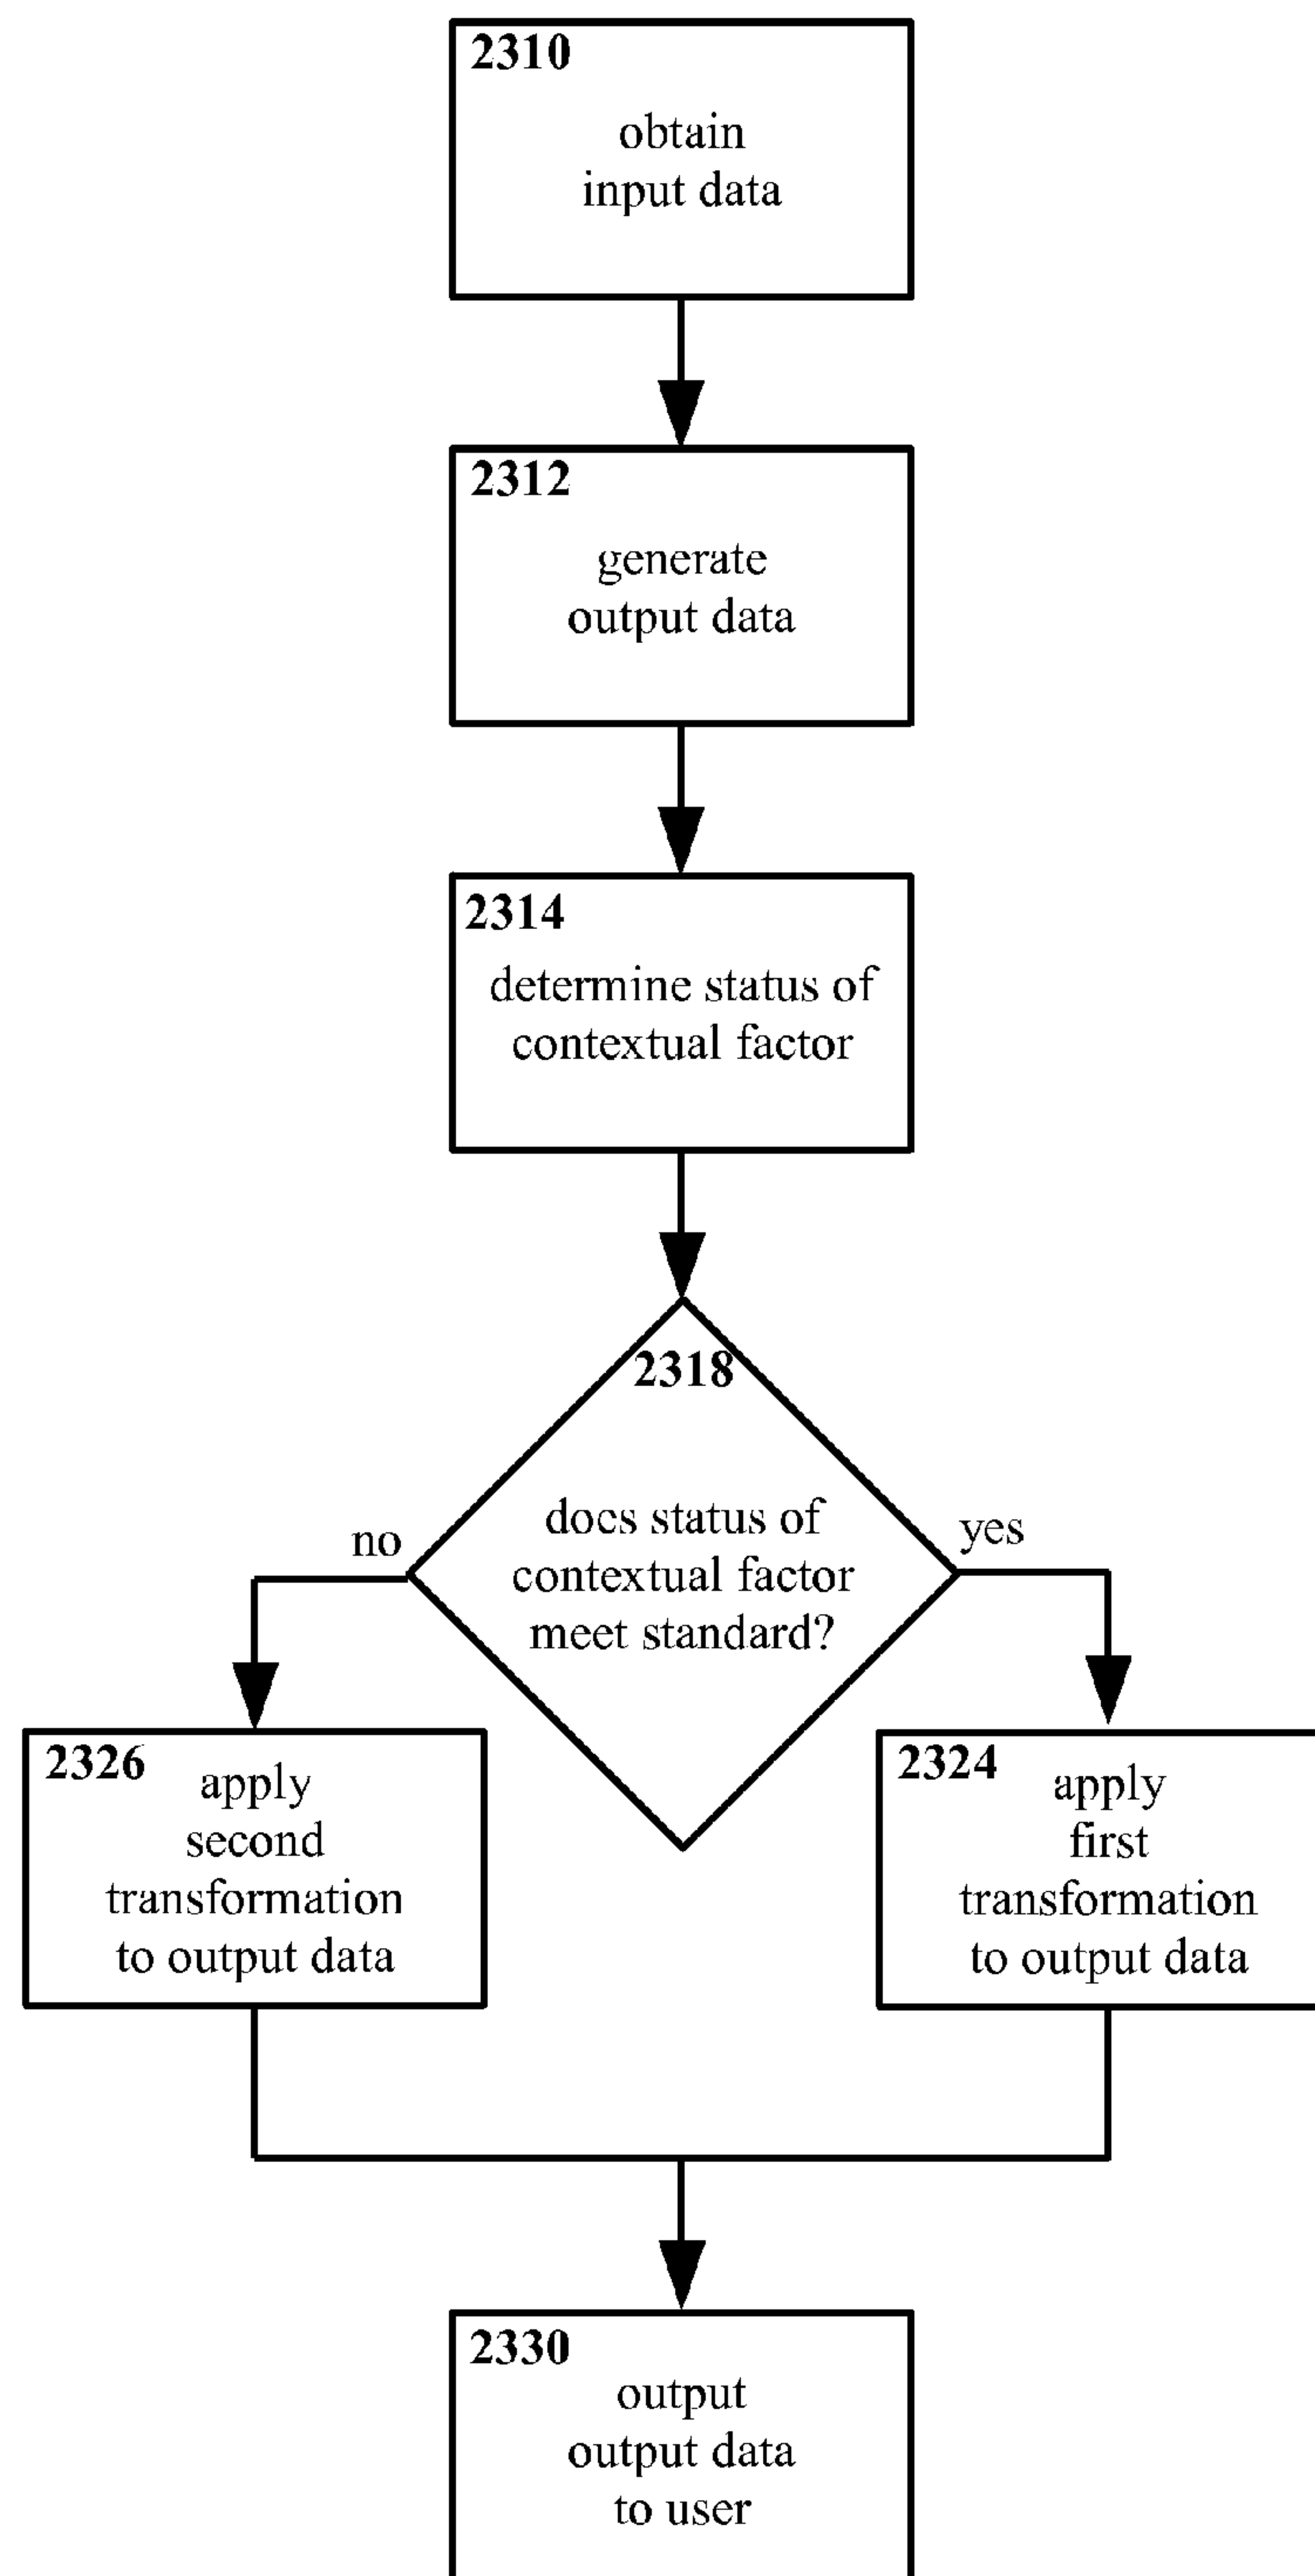 2310
obtain
input data
2312
generate
output data
2314
determine status of
contextual factor
2318
does status of
contextual factor
meet standard?
no
yes
2326
apply
second
transformation
to output data
2324
apply
first
transformation
to output data
2330
output
output data
to user